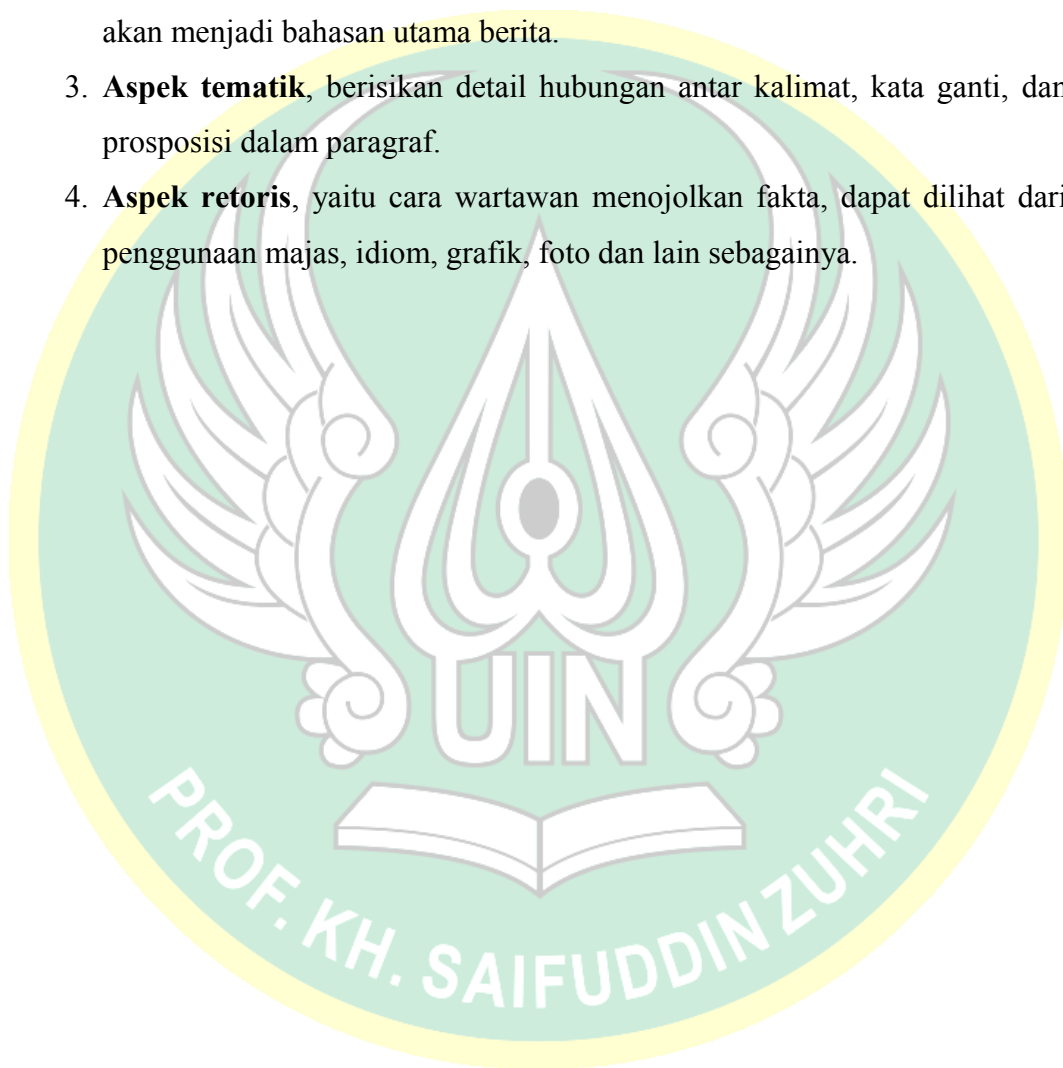 akan menjadi bahasan utama berita.
3. Aspek tematik, berisikan detail hubungan antar kalimat, kata ganti, dan
prosposisi dalam paragraf.
4. Aspek retoris, yaitu cara wartawan menojolkan fakta, dapat dilihat dari
penggunaan majas, idiom, grafik, foto dan lain sebagainya.
UIN
PROF. KH. SAIFUDDIN ZUHRI